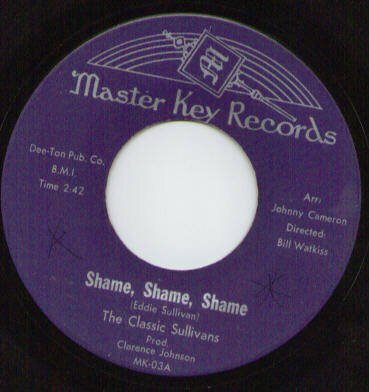 M
Master Key Records
Dee-Ton Pub. Co.
B.M.I.
Time 2:42
Arr:
Johnny Cameron
Directed:
Bill Watkiss
Shame, Shame, Shame
(Eddie Sullivan)
The Classic Sullivans
Prod.
Clarence Johnson
MK-03A